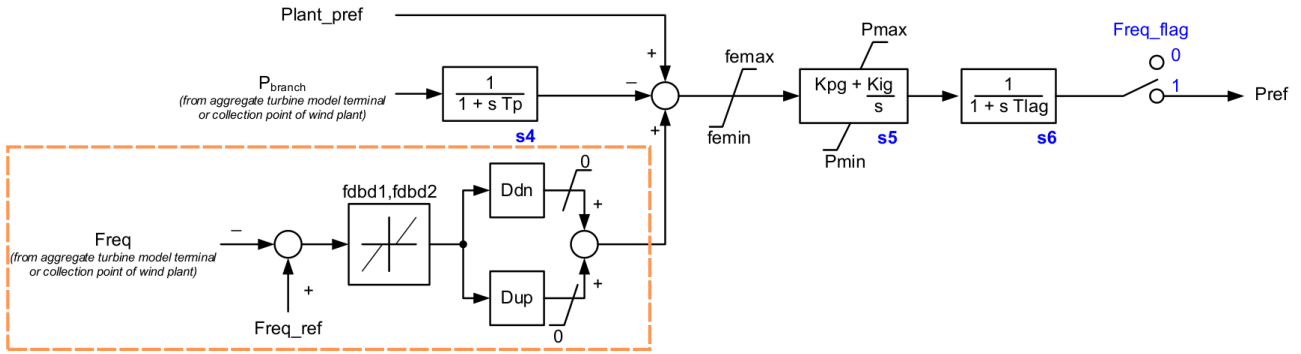 Plant_pref
P_branch
(from aggregate turbine model terminal
or collection point of wind plant)
1
1 + s Tp
s4
+
−
+
femax
femin
Pmax
Kpg + Kig
s
Pmin
s5
1
1 + s Tlag
s6
Freq_flag
0
1
Pref
Freq
(from aggregate turbine model terminal
or collection point of wind plant)
−
+
Freq_ref
fdbd1,fdbd2
Ddn
0
+
Dup
0
+